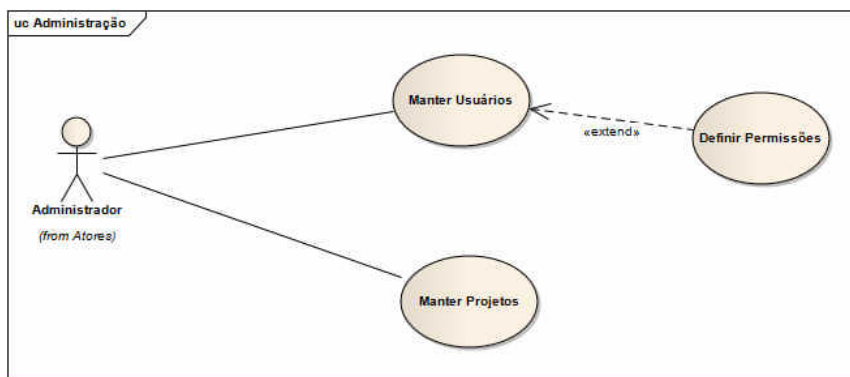 uc Administração
Manter Usuários
«extend»
Definir Permissões
Administrador
(from Atores)
Manter Projetos